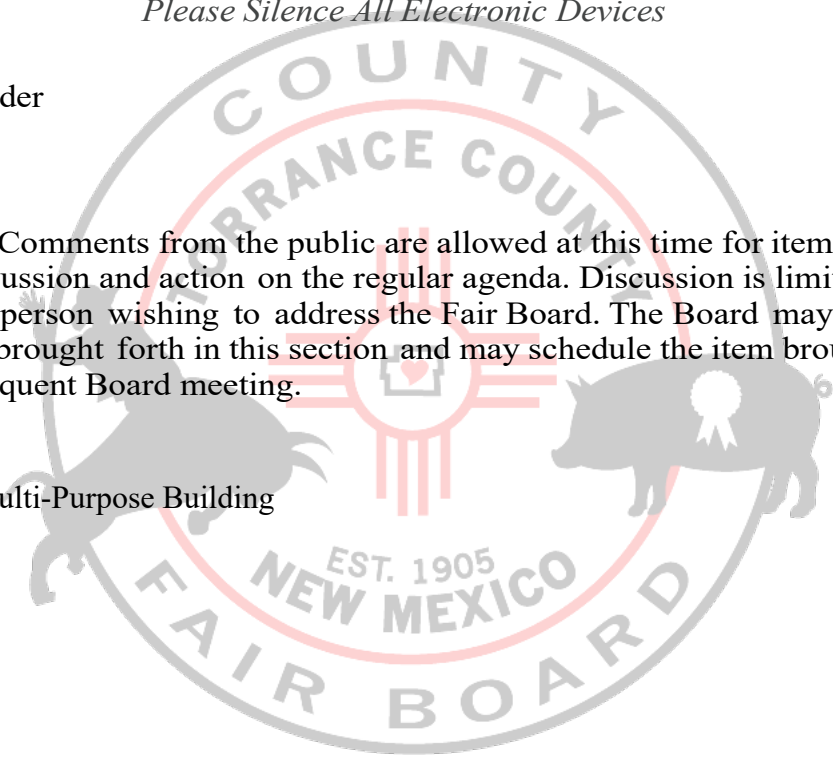 Please Silence All Electronic Devices
der
Comments from the public are allowed at this time for item
ussion and action on the regular agenda. Discussion is limi
person wishing to address the Fair Board. The Board may
brought forth in this section and may schedule the item brou
quent Board meeting.
ulti-Purpose Building
COUNTY
TORRANCE COUNTY
EST. 1905
NEW MEXICO
FAIR BOARD